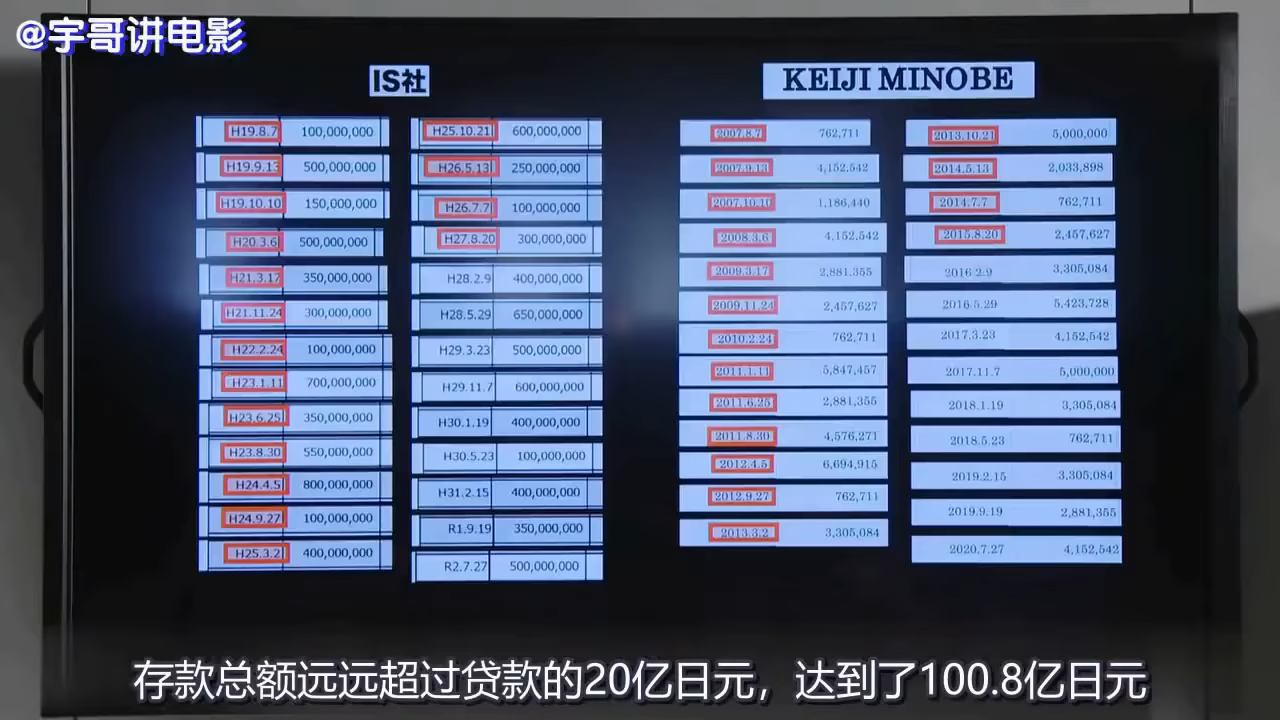 @宇哥讲电影
IS社
H19.8.7 100,000,000
H19.9.13 500,000,000
H19.10.10 150,000,000
H20.3.6 500,000,000
H21.3.17 350,000,000
H21.11.24 300,000,000
H22.2.24 100,000,000
H23.1.11 700,000,000
H23.6.25 350,000,000
H23.8.30 550,000,000
H24.4.5 800,000,000
H24.9.27 100,000,000
H25.3.2 400,000,000
H25.10.21 600,000,000
H26.5.13 250,000,000
H26.7.7 100,000,000
H27.8.20 300,000,000
H28.2.9 400,000,000
H28.5.29 650,000,000
H29.3.23 500,000,000
H29.11.7 600,000,000
H30.1.19 400,000,000
H30.5.23 100,000,000
H31.2.15 400,000,000
R1.9.19 350,000,000
R2.7.27 500,000,000
KEIJI MINOBE
2007.8.7 762,711
2007.9.13 4,152,542
2007.10.10 1,186,440
2008.3.6 4,152,542
2009.3.17 2,881,355
2009.11.24 2,457,627
2010.2.24 762,711
2011.1.11 5,847,457
2011.6.25 2,881,355
2011.8.30 4,576,271
2012.4.5 6,694,915
2012.9.27 762,711
2013.3.2 3,305,084
2013.10.21 5,000,000
2014.5.13 2,033,898
2014.7.7 762,711
2015.8.20 2,457,627
2016.2.9 3,305,084
2016.5.29 5.423,728
2017.3.23 4,152,542
2017.11.7 5,000,000
2018.1.19 3,305,084
2018.5.23 762,711
2019.2.15 3,305,084
2019.9.19 2,881,355
2020.7.27 4,152,542
存款总额远远超过贷款的20亿日元，达到了100.8亿日元